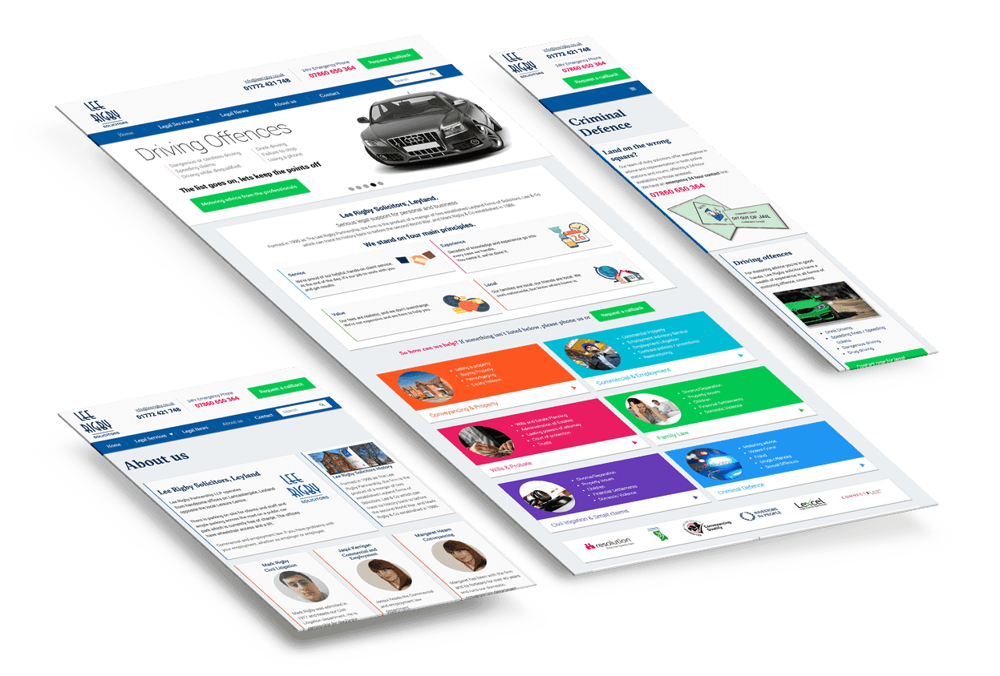 LEE
RIGBY
SOLICITORS
info@leerigby.co.uk
01772 421 748
24hr Emergency Phone
07860 650 364
Request a callback
Home
Legal Services
Legal News
About us
Contact
Search
Driving Offences
Dangerous or careless driving
Speeding claims
Driving while disqualified
Drink driving
Failure to stop
Using a phone
The list goes on, lets keep the points off
Motoring advice from the professionals
Lee Rigby Solicitors, Leyland.
Serious legal support for personal and business
Formed in 1999 as The Lee Rigby Partnership, the firm is the product of a merger of two established Leyland firms of Solicitors, Lee & Co
which can trace its history back to before the second World War, and Mark Rigby & Co established in 1986.
We stand on four main principles.
Service
We're proud of our helpful, hands-on client service.
At the end of the day, it's our job to work with you
and get results.
Experience
Decades of knowledge and experience go into
every case we handle.
You name it, we've done it.
26
Value
Our fees are realistic, and we don't overcharge.
We're not expensive and are here to help you.
Local
Our families are local, our friends are local. We
work nationwide, but know where home is.
So how can we help? If something isn't listed below, please phone us or
Request a callback
Selling a property
Buying Property
Remortgaging
Equity Release
Conveyancing & Property
Commercial Property
Employment Advisory Service
Employment Litigation
Contract policies / procedures
Restructuring
Commercial & Employment
Wills and Estate Planning
Administration of Estates
Lasting powers of attorney
Court of protection
Trusts
Wills & Probate
Divorce/Separation
Property issues
Children
Financial Settlements
Domestic Violence
Family Law
Divorce/Separation
Property issues
Children
Financial Settlements
Domestic Violence
Civil litigation & Small claims
Motoring advice
Violent Crime
Fraud
Drugs Offences
Sexual Offences
Criminal Defence
resolution
Conveyancing
Quality
INVESTORS
IN PEOPLE
Lexcel
CONNECT2LAW
LEE
RIGBY
SOLICITORS
info@leerigby.co.uk
01772 421 748
24hr Emergency Phone
07860 650 364
Request a callback
Criminal
Defence
Land on the wrong
square?
Our team of duty solicitors offer assistance in
advice and representation in both police
stations and courts, offering a 24 hour
availability to those arrested.
We have an emergency 24 hour contact line:
07860 650 364
GET OUT OF JAIL
Driving offences
For motoring advice you're in good
hands. Lee Rigby solicitors have a
wealth of experience in all forms of
motoring offence, covering
Drink Driving
Speeding fines / Speeding
tickets
Dangerous driving
Drug driving
LEE
RIGBY
SOLICITORS
info@leerigby.co.uk
01772 421 748
24hr Emergency Phone
07860 650 364
Request a callback
Home
Legal Services
Legal News
About us
Contact
Search
About us
Lee Rigby Solicitors, Leyland
Lee Rigby Partnership LLP operates
from handsome offices on Lancastergate, Leyland
opposite the local Leisure Centre.
There is parking on-site for clients and staff and
ample parking across the road on a public car
park which is currently free of charge. The offices
have wheelchair access and a lift.
Commercial and employment law. If you have problems with
your employment, whether as employer or employee.
LEE
RIGBY
SOLICITORS
Lee Rigby Solicitors History
Formed in 1999 as The Lee
Rigby Partnership, the firm is the
product of a merger of two
established Leyland firms of
Solicitors, Lee & Co which can
trace its history back to before
the second World War, and Mark
Rigby & Co established in 1986.
Mark Rigby
Civil Litigation
Mark Rigby was admitted in
1977 and heads our Civil
Litigation department. He is
Jaqui Kerrigan
Commercial and
Employment
Jaqui heads the Commercial
and employment law
department.
Margaret Hearn
Conveyancing
Margaret has been with the firm
and its forbears for over 40 years
and runs our domestic